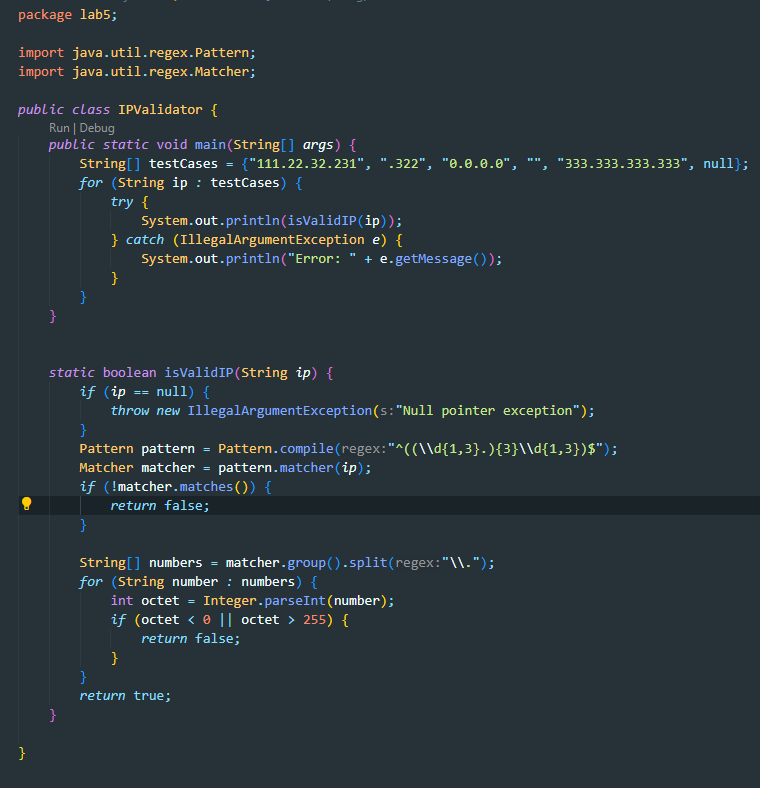 package lab5;
import java.util.regex.Pattern;
import java.util.regex.Matcher;
public class IPValidator {
Run | Debug
    public static void main(String[] args) {
        String[] testCases = {"111.22.32.231", ".322", "0.0.0.0", "", "333.333.333.333", null};
        for (String ip : testCases) {
            try {
                System.out.println(isValidIP(ip));
            } catch (IllegalArgumentException e) {
                System.out.println("Error: " + e.getMessage());
            }
        }
    }
    static boolean isValidIP(String ip) {
        if (ip == null) {
            throw new IllegalArgumentException(s:"Null pointer exception");
        }
        Pattern pattern = Pattern.compile(regex:"^((\\d{1,3}.){3}\\d{1,3})$");
        Matcher matcher = pattern.matcher(ip);
        if (!matcher.matches()) {
            return false;
        }
        String[] numbers = matcher.group().split(regex:"\\.");
        for (String number : numbers) {
            int octet = Integer.parseInt(number);
            if (octet < 0 || octet > 255) {
                return false;
            }
        }
        return true;
    }
}